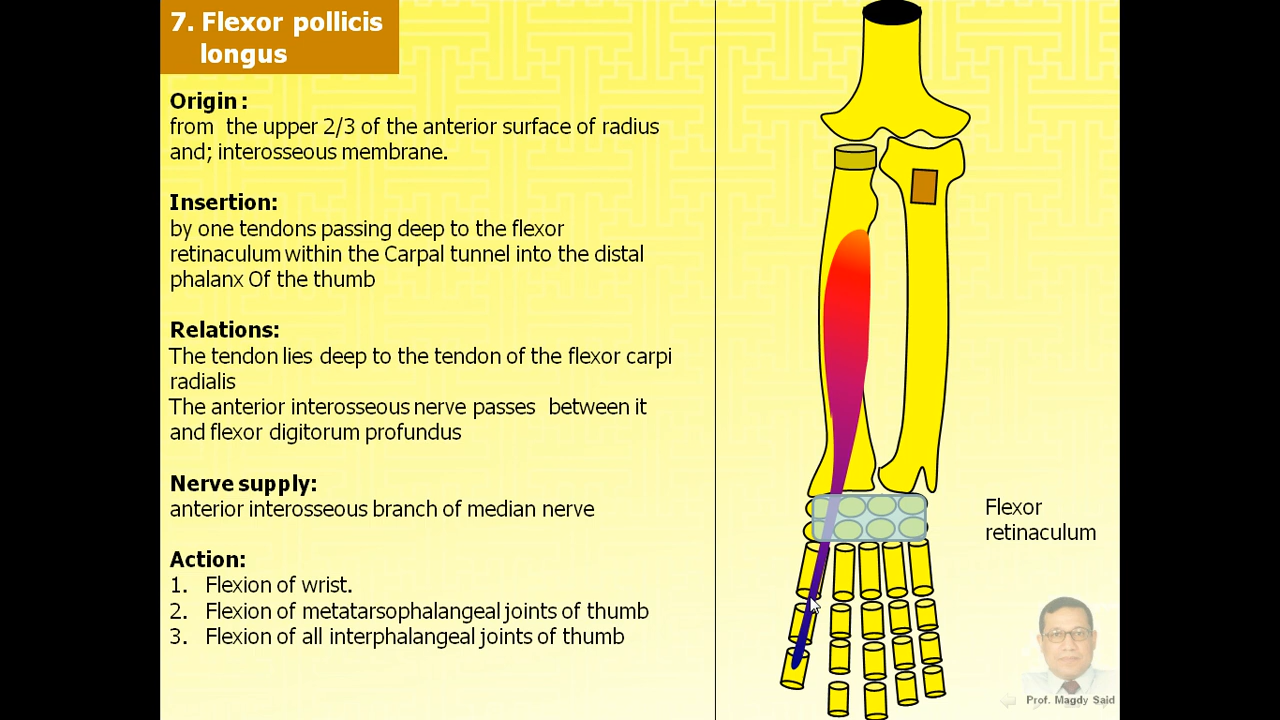 7. Flexor pollicis
longus
Origin :
from the upper 2/3 of the anterior surface of radius
and; interosseous membrane.
Insertion:
by one tendons passing deep to the flexor
retinaculum within the Carpal tunnel into the distal
phalanx Of the thumb
Relations:
The tendon lies deep to the tendon of the flexor carpi
radialis
The anterior interosseous nerve passes between it
and flexor digitorum profundus
Nerve supply:
anterior interosseous branch of median nerve
Action:
1. Flexion of wrist.
2. Flexion of metatarsophalangeal joints of thumb
3. Flexion of all interphalangeal joints of thumb
Flexor
retinaculum
Prof. Magdy Said